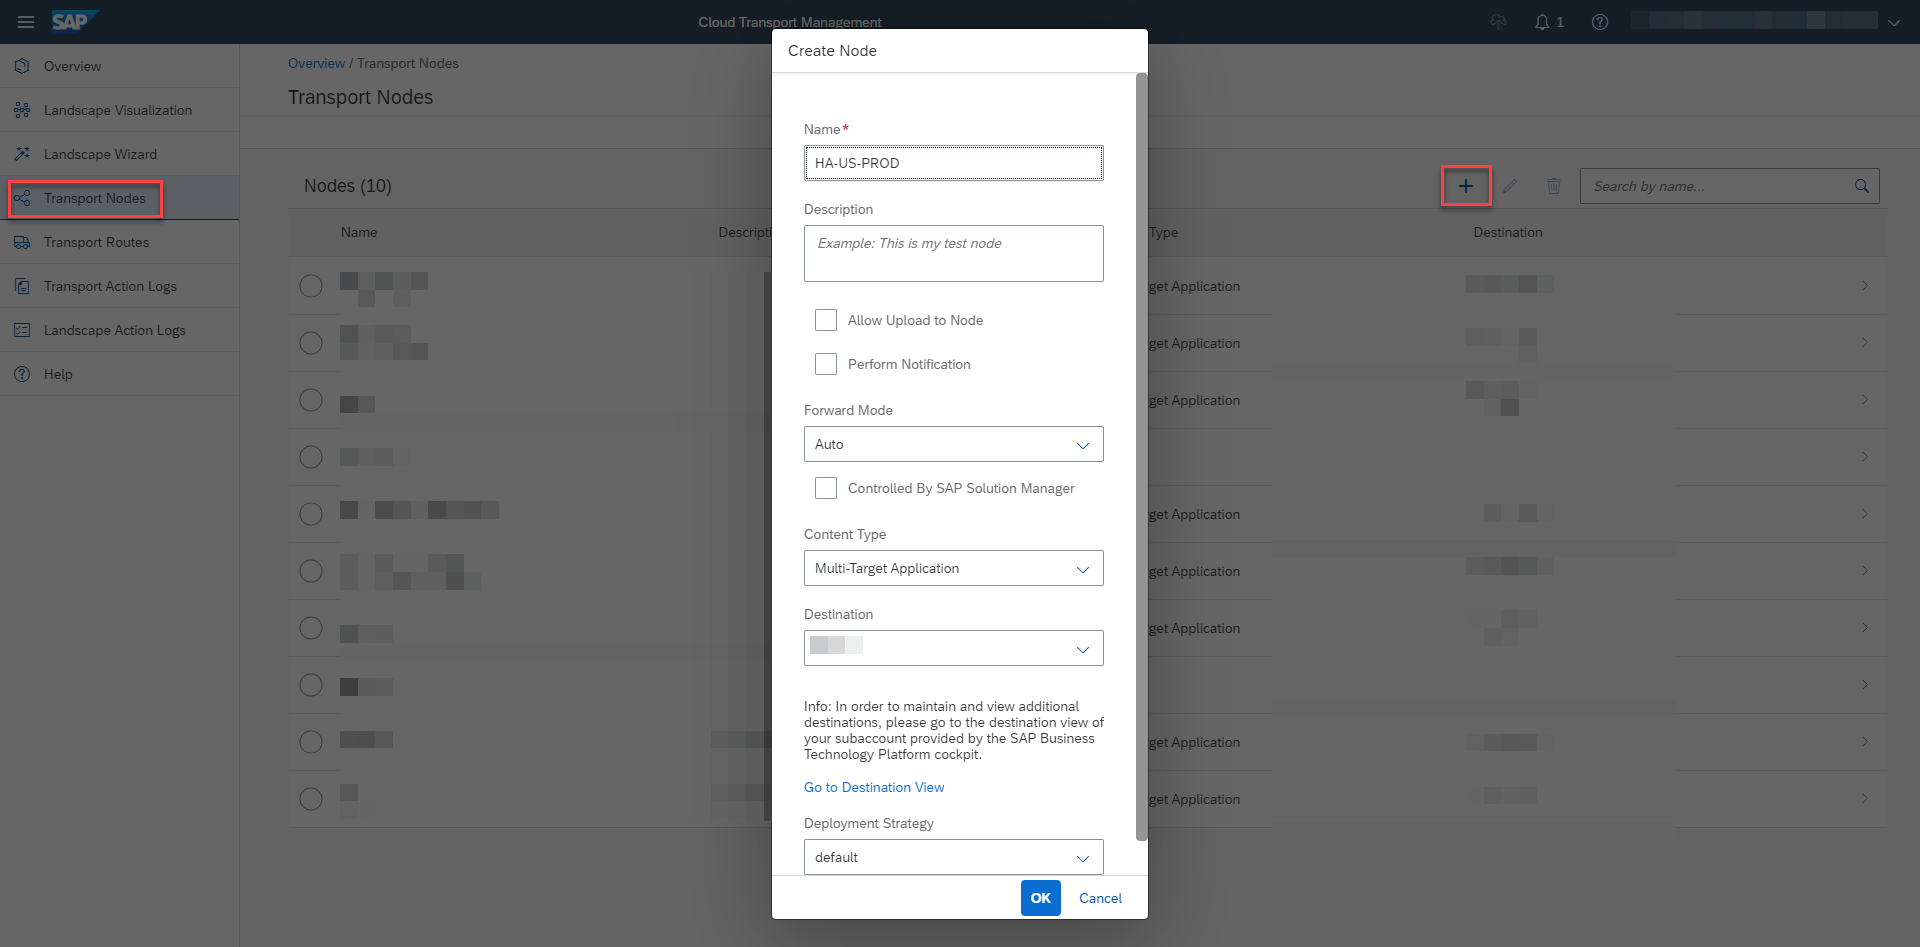 SAP
Cloud Transport Management
1
Overview
Landscape Visualization
Landscape Wizard
Transport Nodes
Transport Routes
Transport Action Logs
Landscape Action Logs
Help
Overview / Transport Nodes
Transport Nodes
Nodes (10)
Search by name...
Name
Descripti
Type
Destination
get Application
get Application
get Application
get Application
get Application
get Application
get Application
get Application
Create Node
Name*
HA-US-PROD
Description
Example: This is my test node
Allow Upload to Node
Perform Notification
Forward Mode
Auto
Controlled By SAP Solution Manager
Content Type
Multi-Target Application
Destination
Info: In order to maintain and view additional
destinations, please go to the destination view of
your subaccount provided by the SAP Business
Technology Platform cockpit.
Go to Destination View
Deployment Strategy
default
OK
Cancel